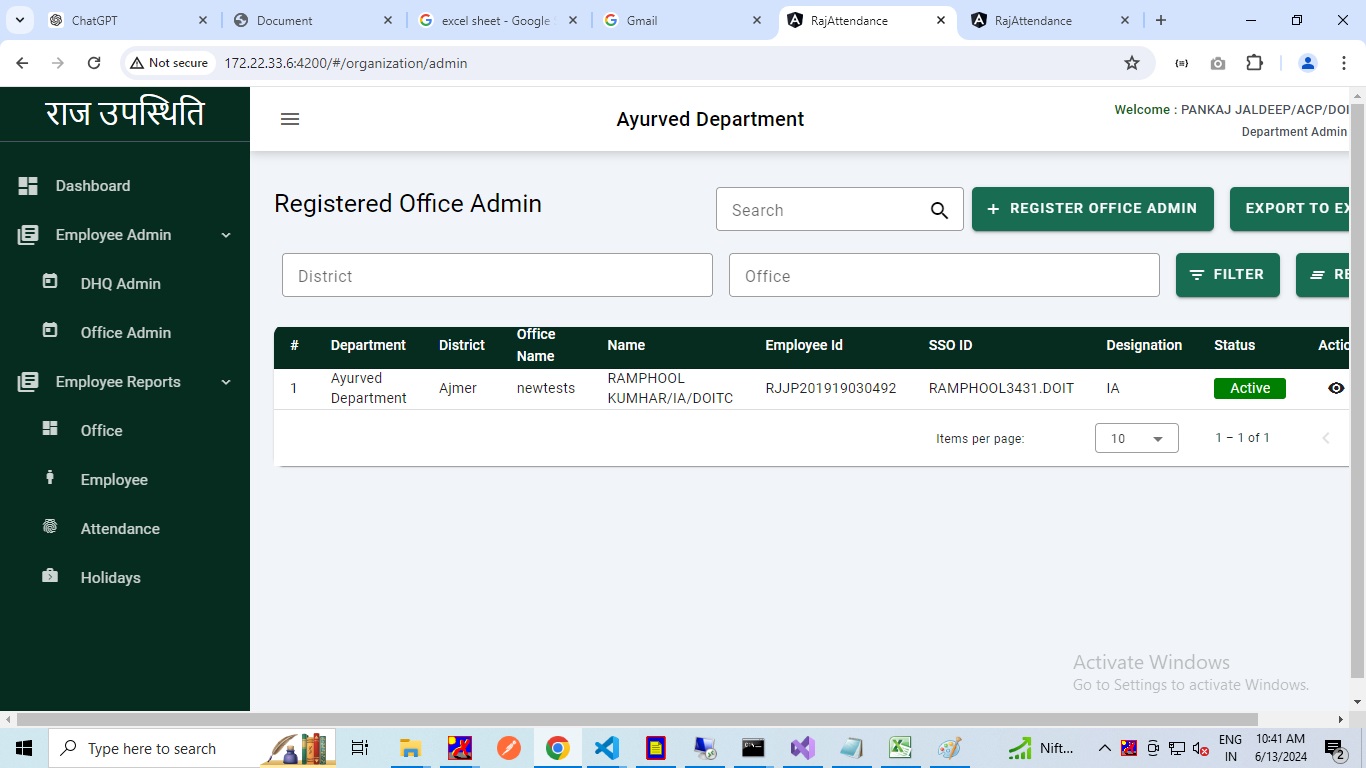 ChatGPT
Document
excel sheet - Google
Gmail
RajAttendance
RajAttendance
Not secure
172.22.33.6:4200/#/organization/admin
राज उपस्थिति
Ayurved Department
Welcome : PANKAJ JALDEEP/ACP/DOI
Department Admin
Dashboard
Employee Admin
DHQ Admin
Office Admin
Employee Reports
Office
Employee
Attendance
Holidays
Registered Office Admin
Search
+ REGISTER OFFICE ADMIN
EXPORT TO EX
District
Office
FILTER
RE
# Department District Office Name Name Employee Id SSO ID Designation Status Actio
1 Ayurved Department Ajmer newtests RAMPHOOL KUMHAR/IA/DOITC RJJP201919030492 RAMPHOOL3431.DOIT IA Active
Items per page: 10 1 – 1 of 1
Activate Windows
Go to Settings to activate Windows.
Type here to search
Nift...
ENG
IN
10:41 AM
6/13/2024
2